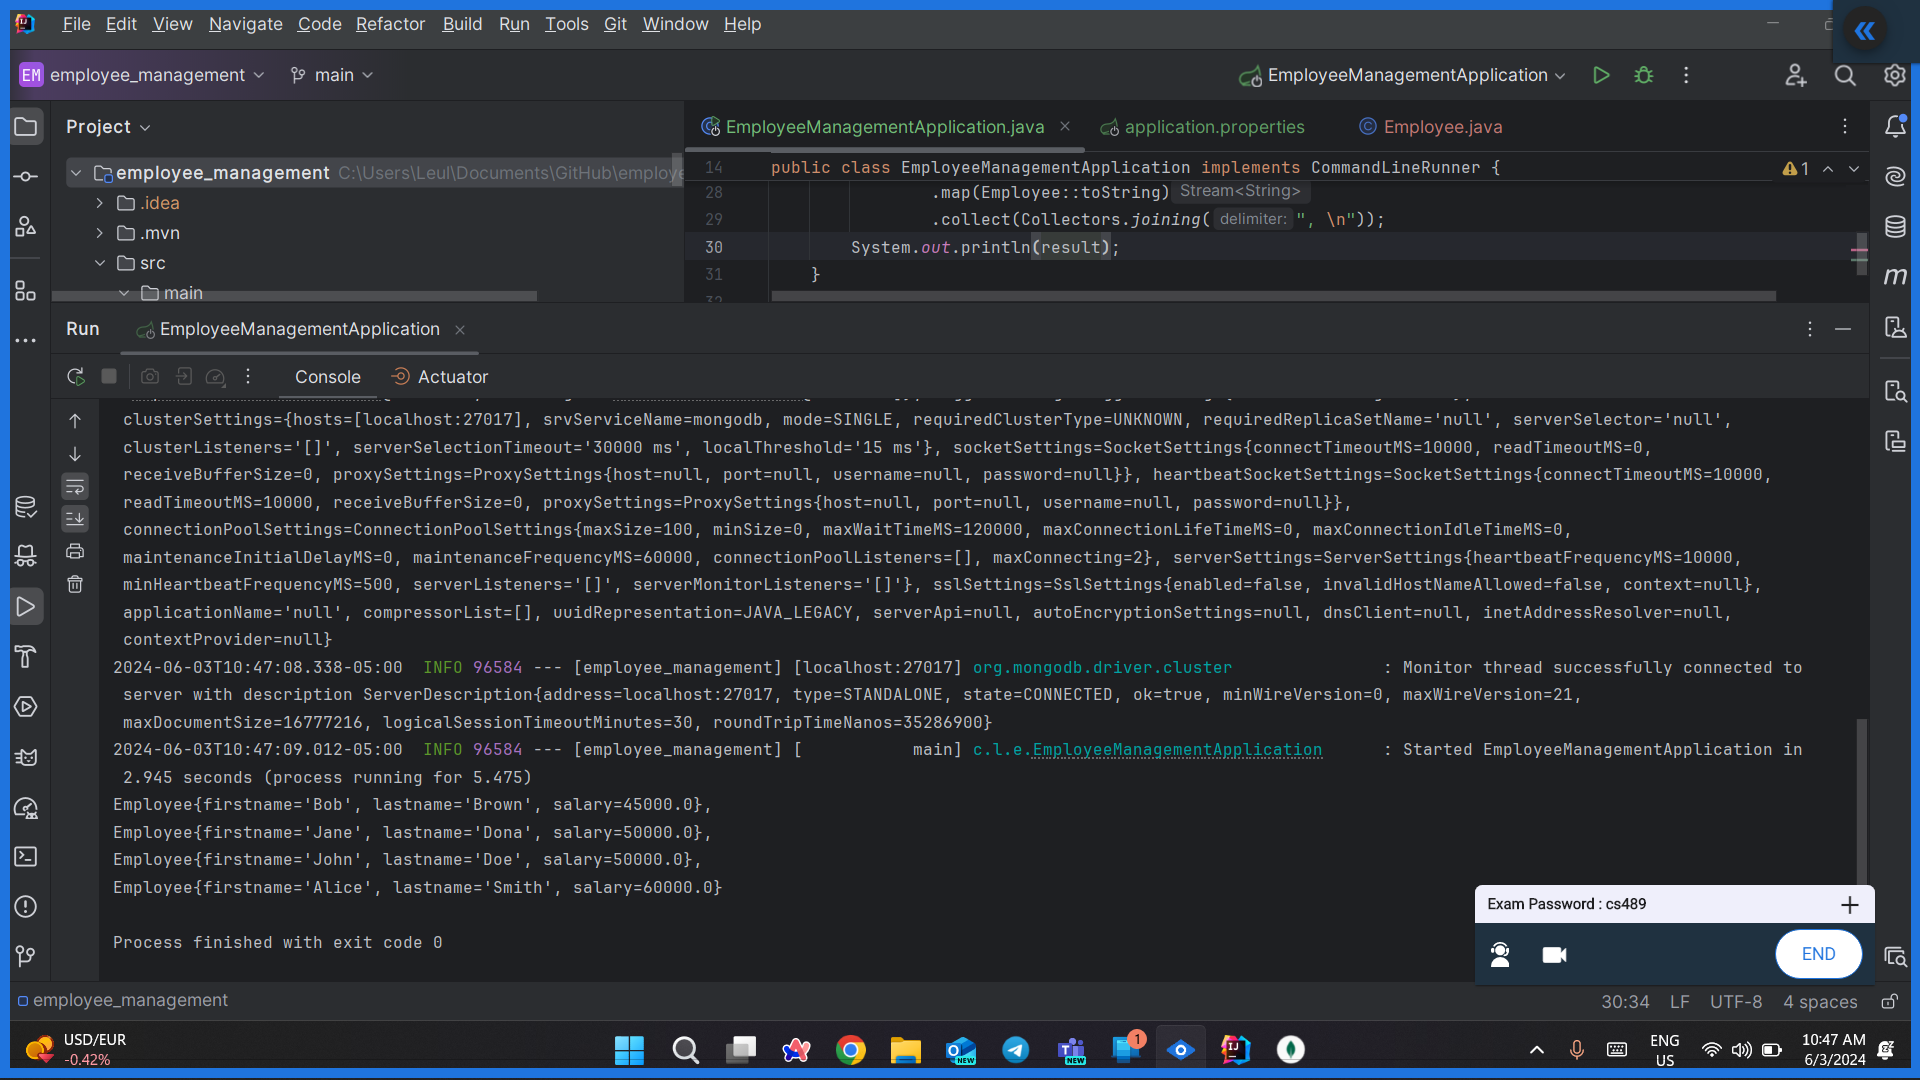 File Edit View Navigate Code Refactor Build Run Tools Git Window Help
EM employee_management main EmployeeManagementApplication
Project
EmployeeManagementApplication.java application.properties Employee.java
employee_management C:\Users\Leul\Documents\GitHub\employe
.idea
.mvn
src
main
14 public class EmployeeManagementApplication implements CommandLineRunner { 1
28 .map(Employee::toString) Stream<String>
29 .collect(Collectors.joining( delimiter: ", \n"));
30 System.out.println(result);
31 }
32
Run EmployeeManagementApplication
Console Actuator
clusterSettings={hosts=[localhost:27017], srvServiceName=mongodb, mode=SINGLE, requiredClusterType=UNKNOWN, requiredReplicaSetName='null', serverSelector='null',
clusterListeners='[]', serverSelectionTimeout='30000 ms', localThreshold='15 ms'}, socketSettings=SocketSettings{connectTimeoutMS=10000, readTimeoutMS=0,
receiveBufferSize=0, proxySettings=ProxySettings{host=null, port=null, username=null, password=null}}, heartbeatSocketSettings=SocketSettings{connectTimeoutMS=10000,
readTimeoutMS=10000, receiveBufferSize=0, proxySettings=ProxySettings{host=null, port=null, username=null, password=null}},
connectionPoolSettings=ConnectionPoolSettings{maxSize=100, minSize=0, maxWaitTimeMS=120000, maxConnectionLifeTimeMS=0, maxConnectionIdleTimeMS=0,
maintenanceInitialDelayMS=0, maintenanceFrequencyMS=60000, connectionPoolListeners=[], maxConnecting=2}, serverSettings=ServerSettings{heartbeatFrequencyMS=10000,
minHeartbeatFrequencyMS=500, serverListeners='[]', serverMonitorListeners='[]'}, sslSettings=SslSettings{enabled=false, invalidHostNameAllowed=false, context=null},
applicationName='null', compressorList=[], uuidRepresentation=JAVA_LEGACY, serverApi=null, autoEncryptionSettings=null, dnsClient=null, inetAddressResolver=null,
contextProvider=null}
2024-06-03T10:47:08.338-05:00 INFO 96584 --- [employee_management] [localhost:27017] org.mongodb.driver.cluster : Monitor thread successfully connected to
server with description ServerDescription{address=localhost:27017, type=STANDALONE, state=CONNECTED, ok=true, minWireVersion=0, maxWireVersion=21,
maxDocumentSize=16777216, logicalSessionTimeoutMinutes=30, roundTripTimeNanos=35286900}
2024-06-03T10:47:09.012-05:00 INFO 96584 --- [employee_management] [ main] c.l.e.EmployeeManagementApplication : Started EmployeeManagementApplication in
2.945 seconds (process running for 5.475)
Employee{firstname='Bob', lastname='Brown', salary=45000.0},
Employee{firstname='Jane', lastname='Dona', salary=50000.0},
Employee{firstname='John', lastname='Doe', salary=50000.0},
Employee{firstname='Alice', lastname='Smith', salary=60000.0}
Process finished with exit code 0
Exam Password : cs489
END
employee_management 30:34 LF UTF-8 4 spaces
USD/EUR
-0.42%
NEW
NEW
1
ENG
US
10:47 AM
6/3/2024